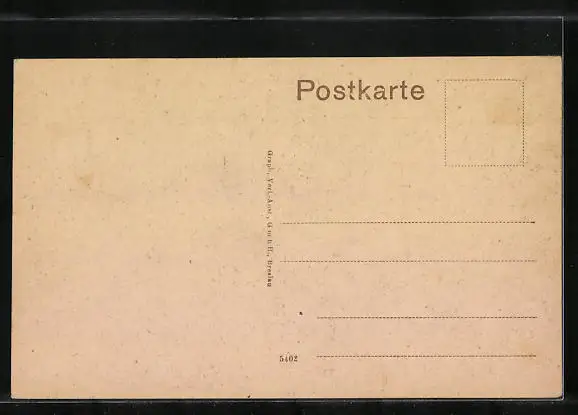 Postkarte
Graph. Verl.-Anst., G.m.b.H., Breslau
5402